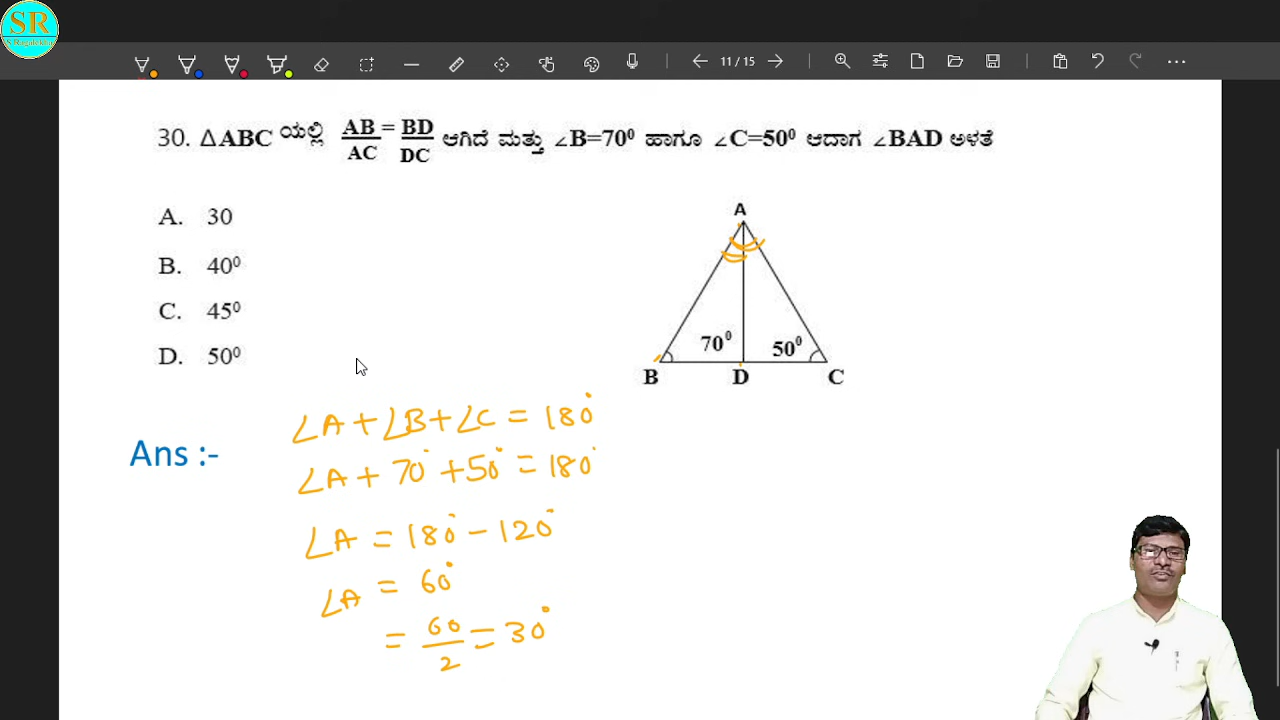 SR
11 / 15
30. ∆ABC ಯಲ್ಲಿ AB/AC = BD/DC ಆಗಿದೆ ಮತ್ತು ∠B=70⁰ ಹಾಗೂ ∠C=50⁰ ಆದಾಗ ∠BAD ಅಳತೆ
A. 30
B. 40⁰
C. 45⁰
D. 50⁰
A
70⁰ 50⁰
B D C
Ans :-
∠A + ∠B + ∠C = 180°
∠A + 70° + 50° = 180°
∠A = 180° − 120°
∠A = 60°
= 60/2 = 30°